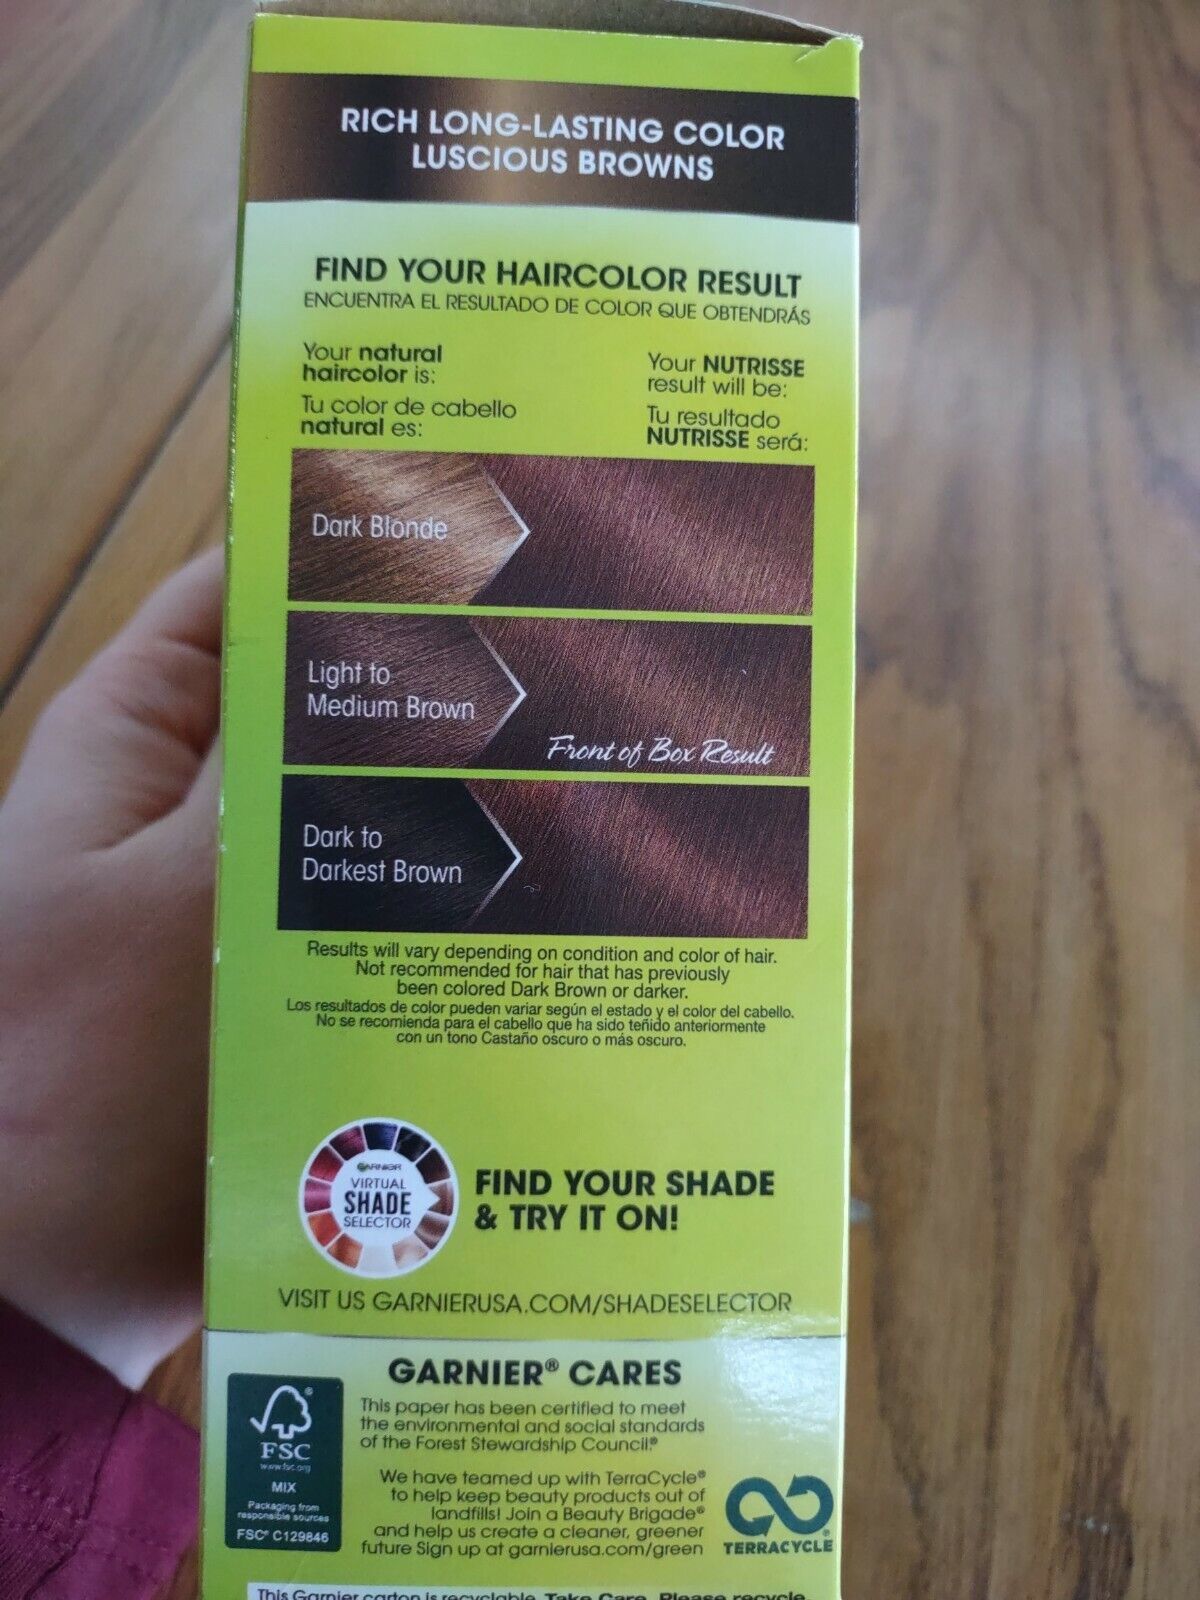 RICH LONG-LASTING COLOR
LUSCIOUS BROWNS
FIND YOUR HAIRCOLOR RESULT
ENCUENTRA EL RESULTADO DE COLOR QUE OBTENDRÁS
Your natural
haircolor is:
Tu color de cabello
natural es:
Your NUTRISSE
result will be:
Tu resultado
NUTRISSE será:
Dark Blonde
Light to
Medium Brown
Front of Box Result
Dark to
Darkest Brown
Results will vary depending on condition and color of hair.
Not recommended for hair that has previously
been colored Dark Brown or darker.
Los resultados de color pueden variar según el estado y el color del cabello.
No se recomienda para el cabello que ha sido teñido anteriormente
con un tono Castaño oscuro o más oscuro.
GARNIER
VIRTUAL
SHADE
SELECTOR
FIND YOUR SHADE
& TRY IT ON!
VISIT US GARNIERUSA.COM/SHADESELECTOR
GARNIER® CARES
This paper has been certified to meet
the environmental and social standards
of the Forest Stewardship Council®
FSC
www.fsc.org
MIX
Packaging from
responsible sources
FSC® C129846
We have teamed up with TerraCycle®
to help keep beauty products out of
landfills! Join a Beauty Brigade®
and help us create a cleaner, greener
future Sign up at garnierusa.com/green
TERRACYCLE
This Garnier carton is recyclable. Take Care. Please recycle.